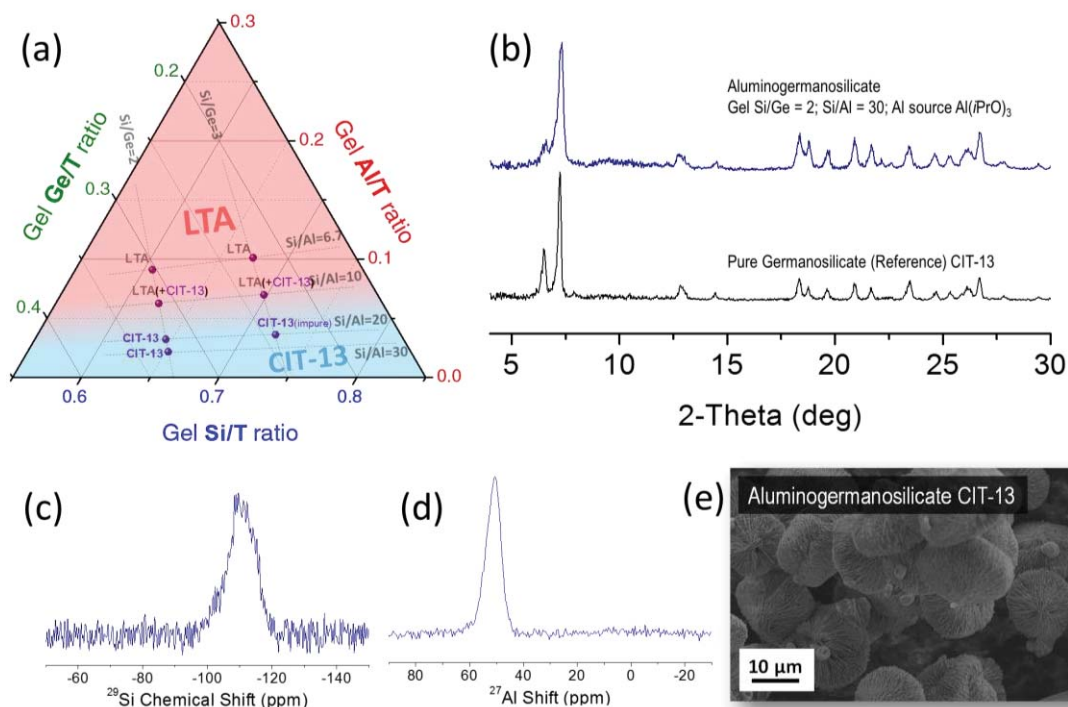 (a)
0.3
0.2
0.3
0.4
0.2
0.1
0.0
0.6
0.7
0.8
Gel Ge/T ratio
Gel Al/T ratio
Gel Si/T ratio
Si/Ge=2
Si/Ge=3
LTA
LTA
LTA
Si/Al=6.7
LTA(+CIT-13)
LTA(+CIT-13)
Si/Al=10
CIT-13
CIT-13(impure)
Si/Al=20
CIT-13
CIT-13
Si/Al=30
(b)
Aluminogermanosilicate
Gel Si/Ge = 2; Si/Al = 30; Al source Al(iPrO)₃
Pure Germanosilicate (Reference) CIT-13
5 10 15 20 25 30
2-Theta (deg)
(c)
-60 -80 -100 -120 -140
²⁹Si Chemical Shift (ppm)
(d)
80 60 40 20 0 -20
²⁷Al Shift (ppm)
(e)
Aluminogermanosilicate CIT-13
10 µm